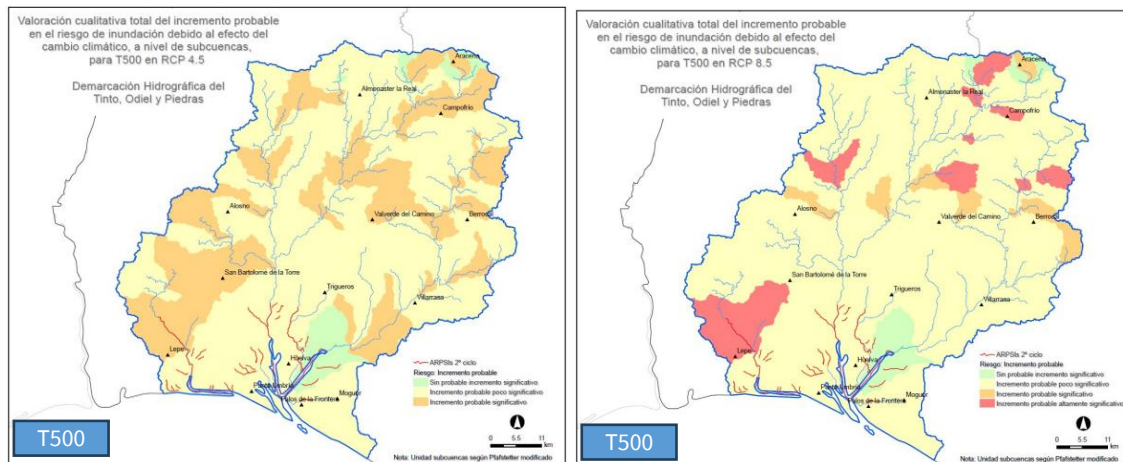 Valoración cualitativa total del incremento probable
en el riesgo de inundación debido al efecto del
cambio climático, a nivel de subcuencas,
para T500 en RCP 4.5
Demarcación Hidrográfica del
Tinto, Odiel y Piedras
Aracena
Almonaster la Real
Campofrío
Alosno
Valverde del Camino
Berrocal
San Bartolomé de la Torre
Trigueros
Villarrasa
Lepe
Huelva
Punta Umbría
Moguer
Palos de la Frontera
ARPSIs 2º ciclo
Riesgo: Incremento probable
Sin probable incremento significativo
Incremento probable poco significativo
Incremento probable significativo
0 5.5 11
km
Nota: Unidad subcuencas según Pfafstetter modificado
T500
Valoración cualitativa total del incremento probable
en el riesgo de inundación debido al efecto del
cambio climático, a nivel de subcuencas,
para T500 en RCP 8.5
Demarcación Hidrográfica del
Tinto, Odiel y Piedras
Aracena
Almonaster la Real
Campofrío
Alosno
Valverde del Camino
Berrocal
San Bartolomé de la Torre
Trigueros
Villarrasa
Lepe
Huelva
Punta Umbría
Moguer
Palos de la Frontera
ARPSIs 2º ciclo
Riesgo: Incremento probable
Sin probable incremento significativo
Incremento probable poco significativo
Incremento probable significativo
Incremento probable altamente significativo
0 5.5 11
km
Nota: Unidad subcuencas según Pfafstetter modificado
T500